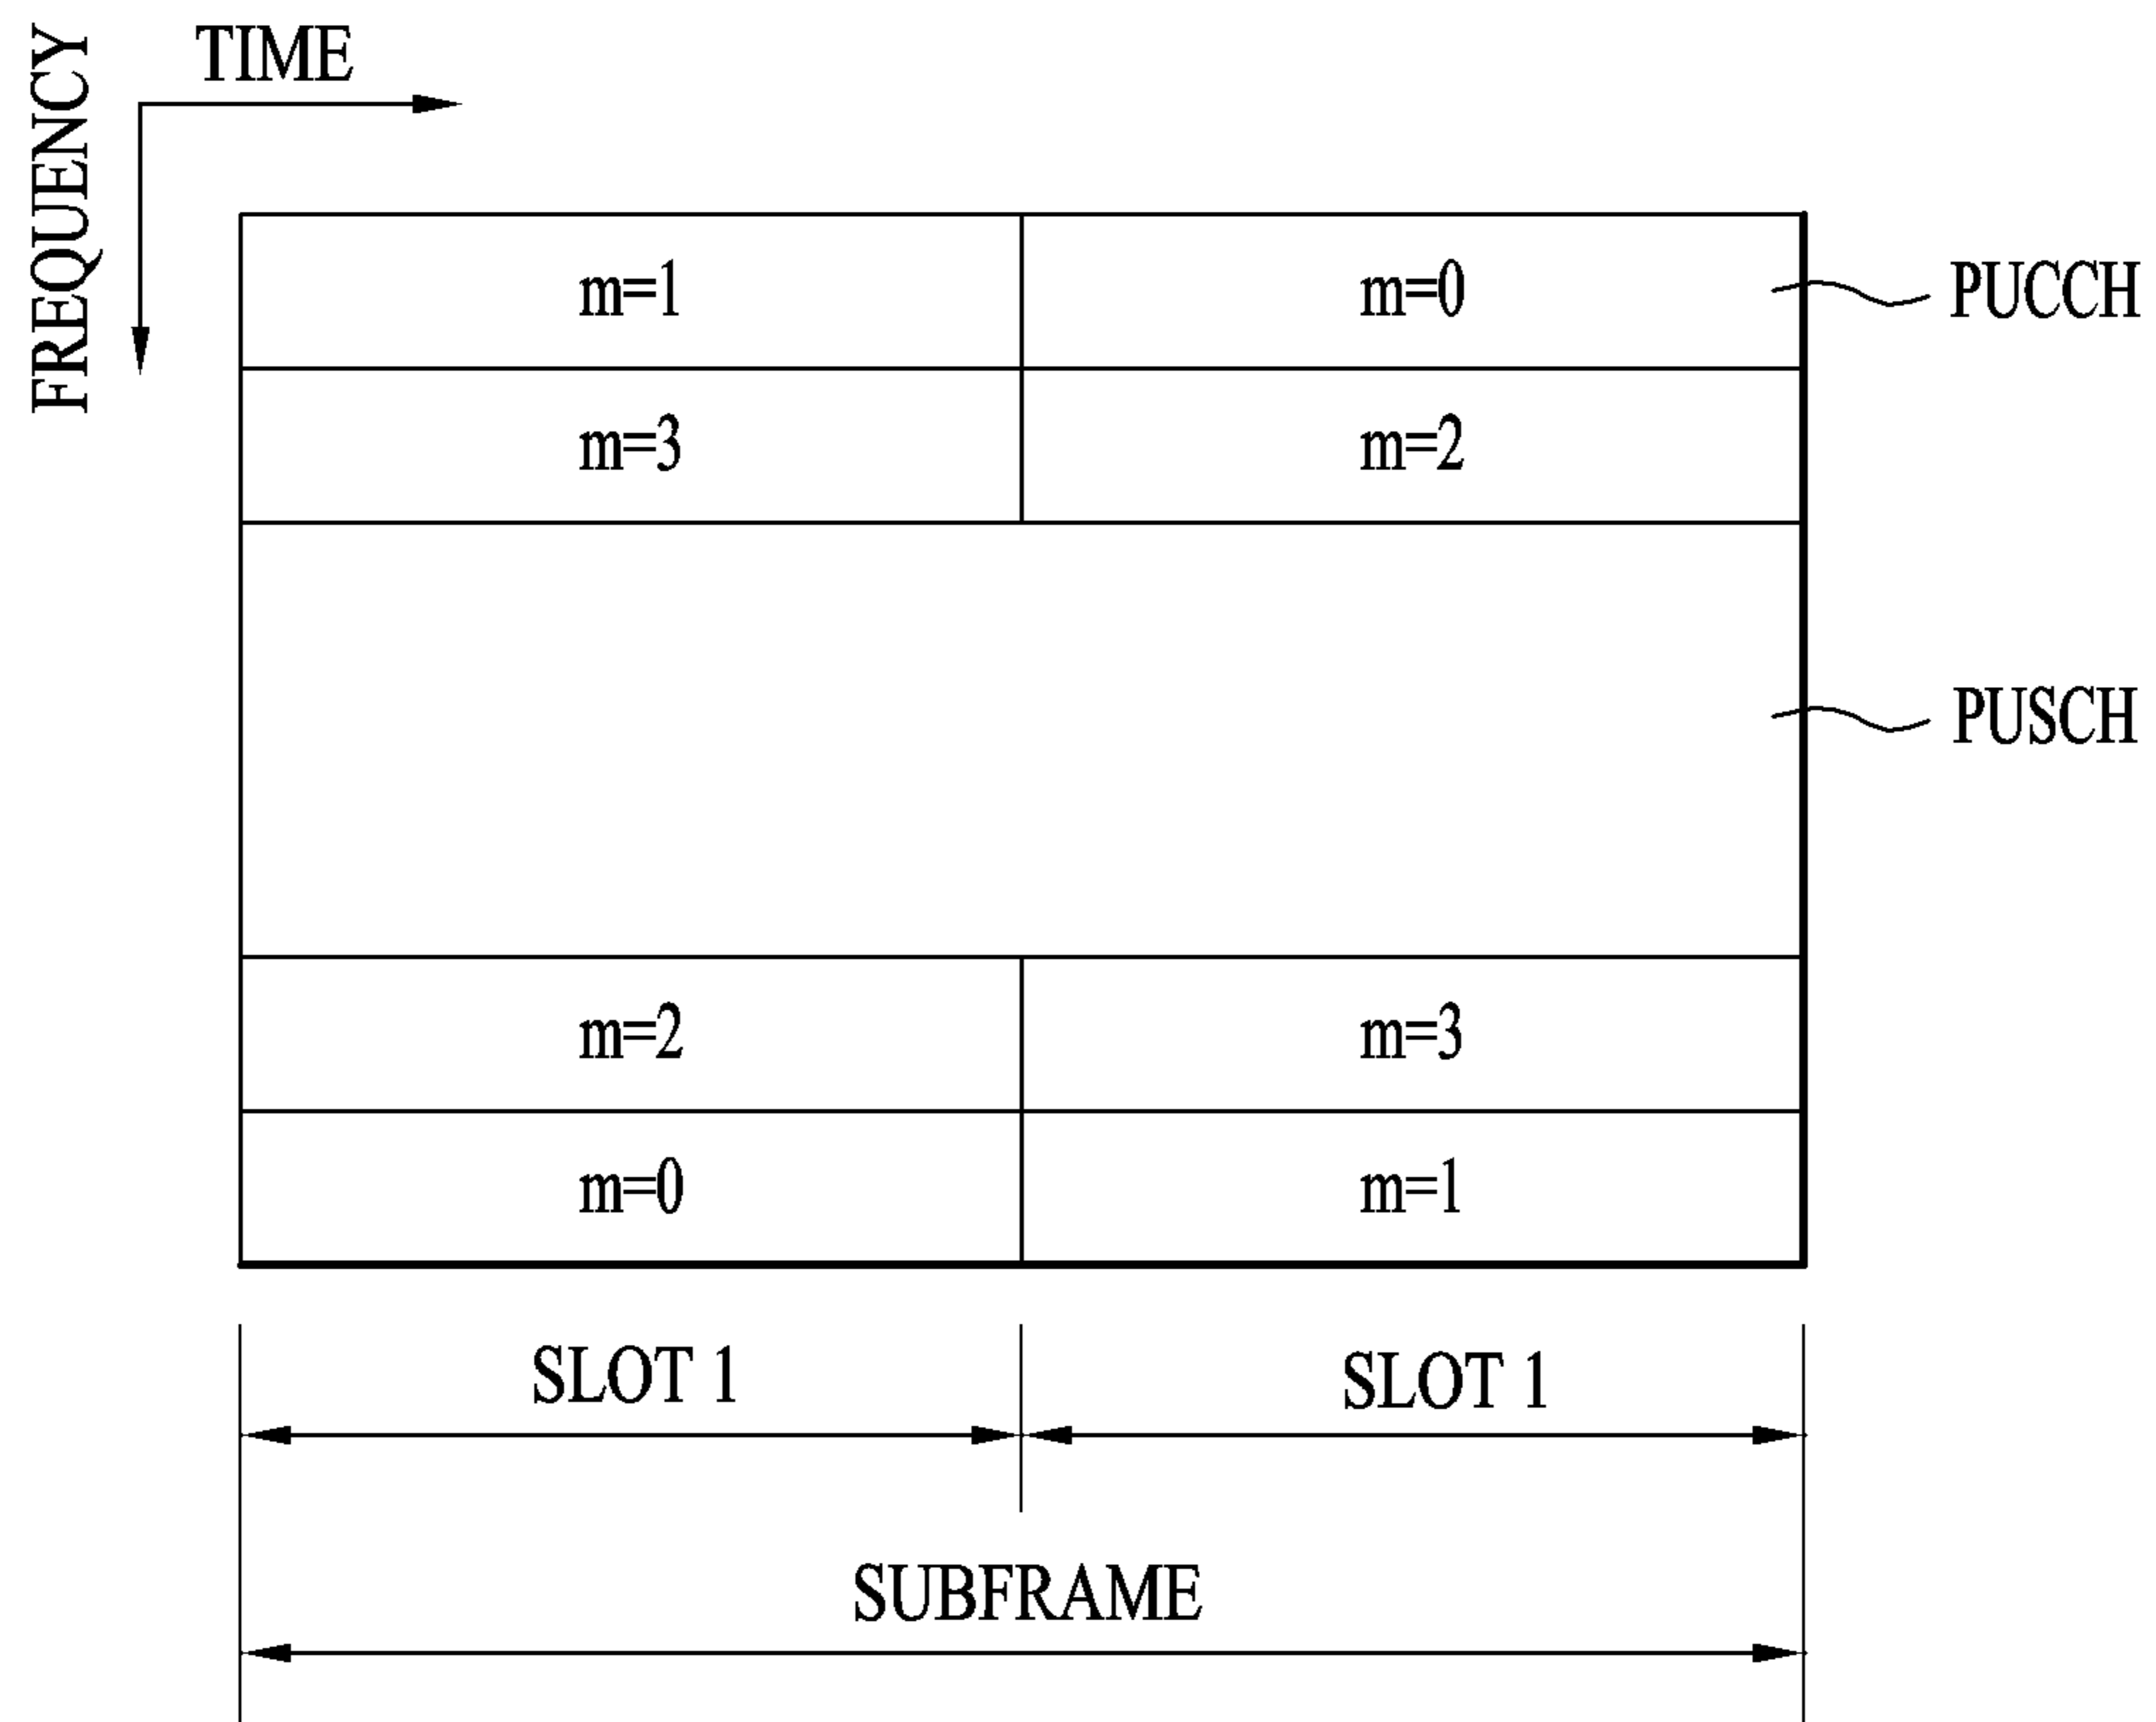 TIME
FREQUENCY
m=1 m=0 PUCCH
m=3 m=2
PUSCH
m=2 m=3
m=0 m=1
SLOT 1 SLOT 1
SUBFRAME